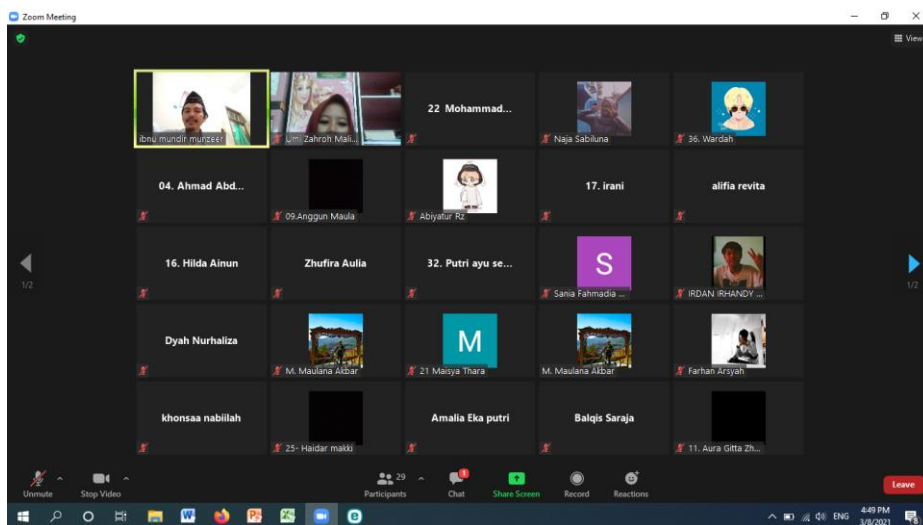 Zoom Meeting
View
ibnu mundir munzeer
Umi Zahroh Mali...
22 Mohammad...
Naja Sabiluna
36. Wardah
04. Ahmad Abd...
09.Anggun Maula
Abiyatur Rz
17. irani
alifia revita
16. Hilda Ainun
Zhufira Aulia
32. Putri ayu se...
S
Sania Fahmadia ...
IRDAN IRHANDY ...
1/2
1/2
Dyah Nurhaliza
M. Maulana Akbar
M
21 Maisya Thara
M. Maulana Akbar
Farhan Arsyah
khonsaa nabiilah
25- Haidar makki
Amalia Eka putri
Balqis Saraja
11. Aura Gitta Zh...
Unmute
Stop Video
29
Participants
1
Chat
Share Screen
Record
Reactions
Leave
ENG
4:49 PM
3/8/2021